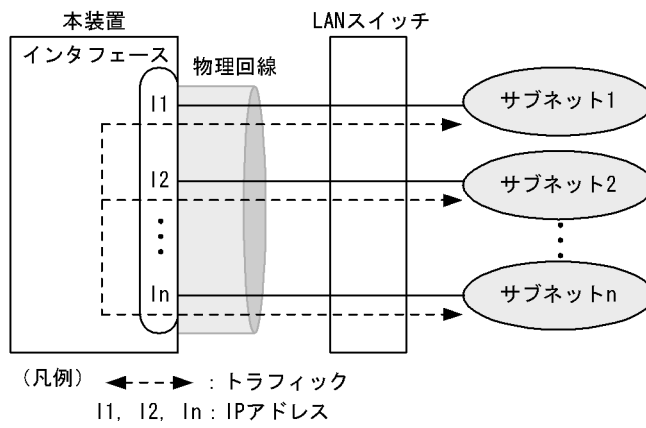 本装置
LANスイッチ
インタフェース
物理回線
I1
サブネット1
I2
サブネット2
In
サブネットn
(凡例) : トラフィック
I1, I2, In : IPアドレス